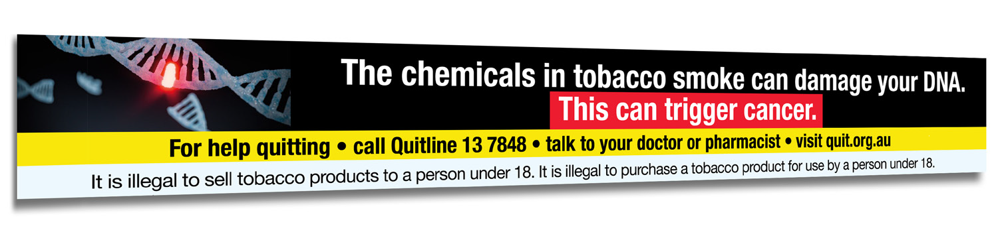 The chemicals in tobacco smoke can damage your DNA.
This can trigger cancer.
For help quitting • call Quitline 13 7848 • talk to your doctor or pharmacist • visit quit.org.au
It is illegal to sell tobacco products to a person under 18. It is illegal to purchase a tobacco product for use by a person under 18.